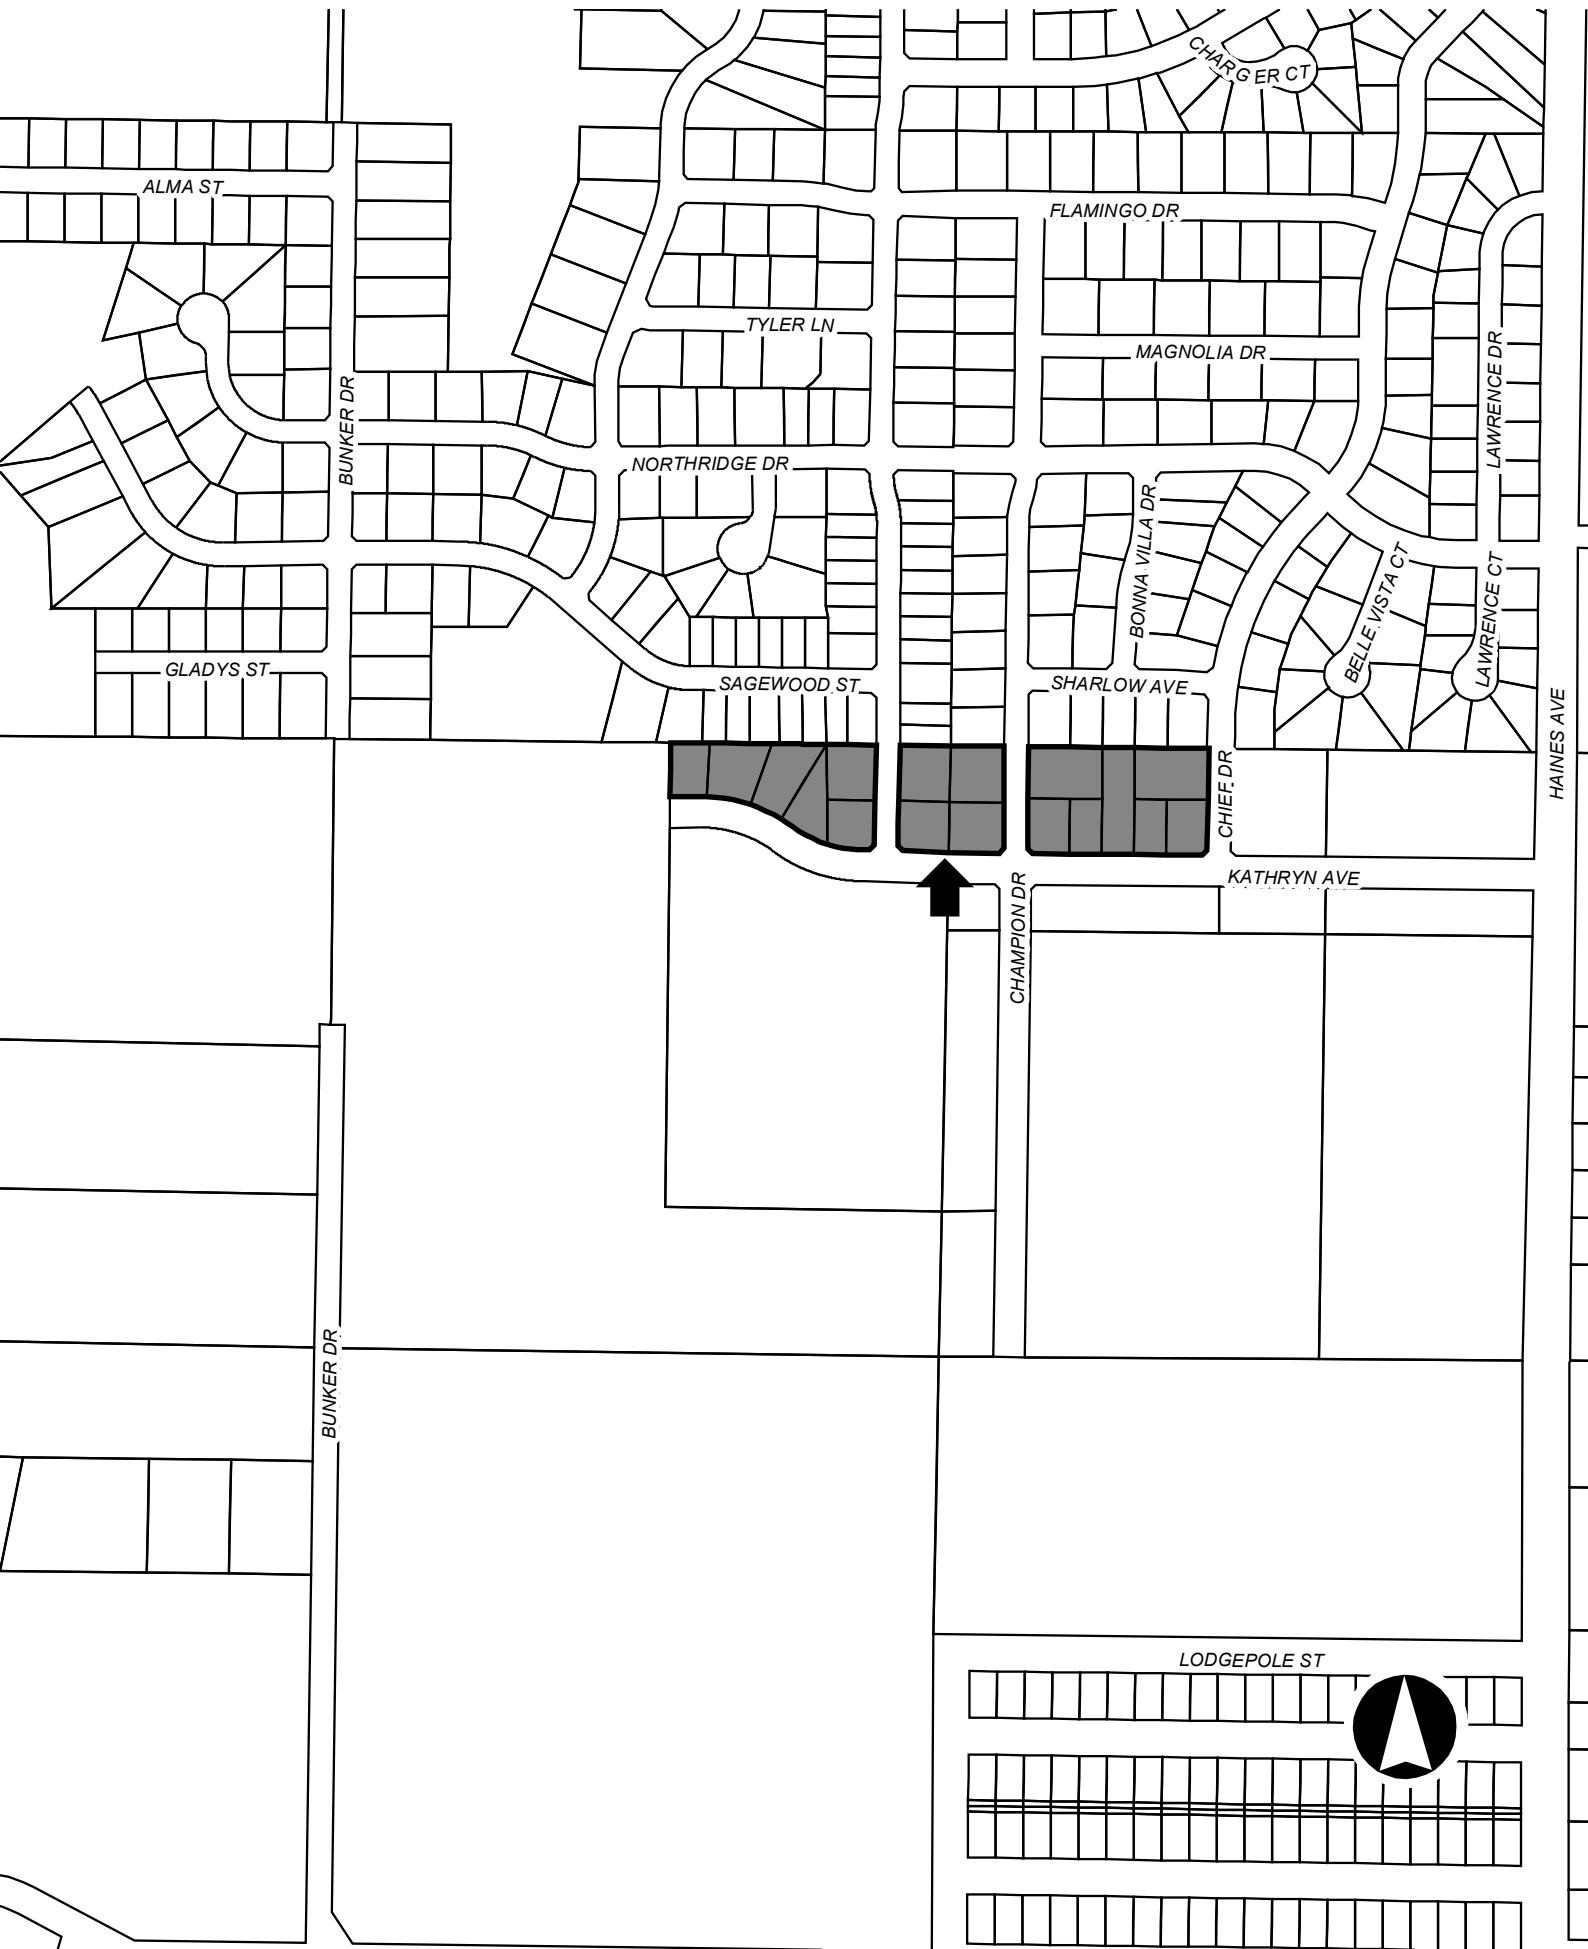 CHARGER CT
ALMA ST
FLAMINGO DR
TYLER LN
MAGNOLIA DR
LAWRENCE DR
BUNKER DR
NORTHRIDGE DR
BONNA VILLA DR
BELLE VISTA CT
LAWRENCE CT
GLADYS ST
SAGEWOOD ST
SHARLOW AVE
HAINES AVE
CHIEF DR
KATHRYN AVE
CHAMPION DR
BUNKER DR
LODGEPOLE ST